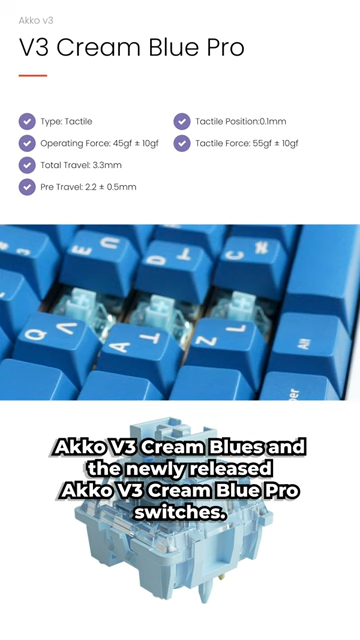 Akko v3
V3 Cream Blue Pro
Type: Tactile
Tactile Position:0.1mm
Operating Force: 45gf ± 10gf
Tactile Force: 55gf ± 10gf
Total Travel: 3.3mm
Pre Travel: 2.2 ± 0.5mm
Akko V3 Cream Blues and
the newly released
Akko V3 Cream Blue Pro
switches.